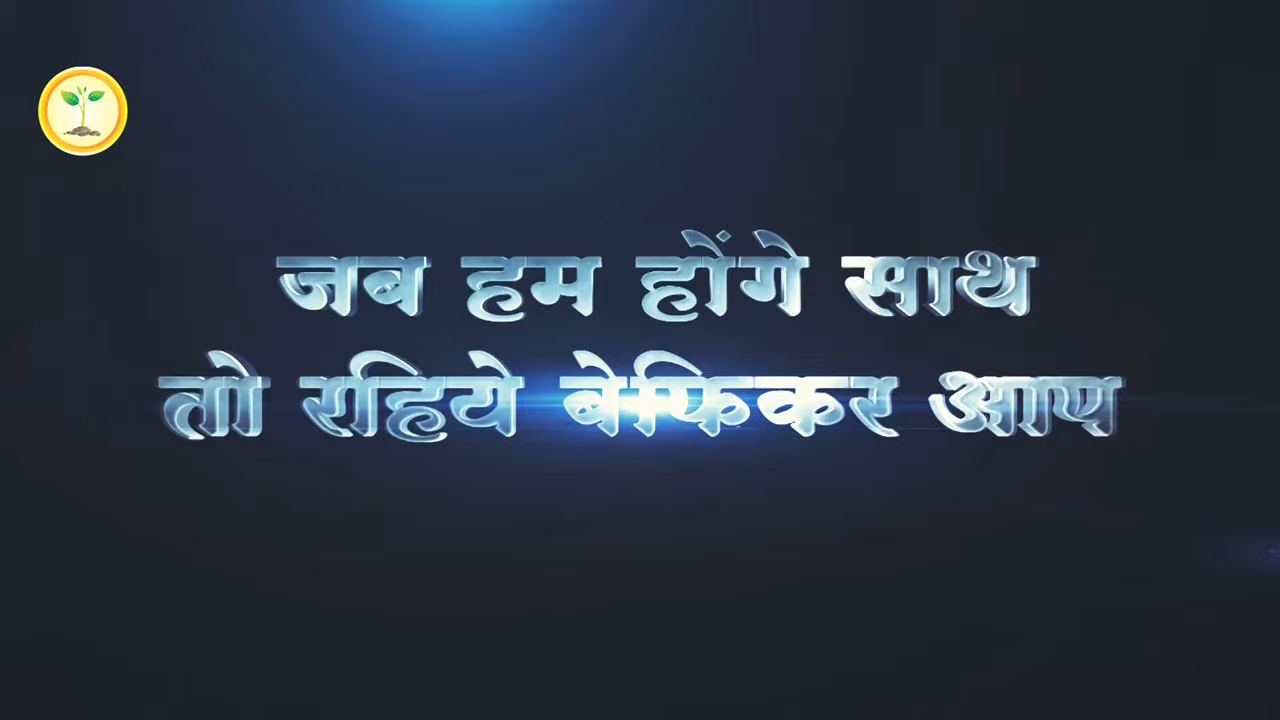 जब हम होंगे साथ
तो रहिये बेफिकर आप